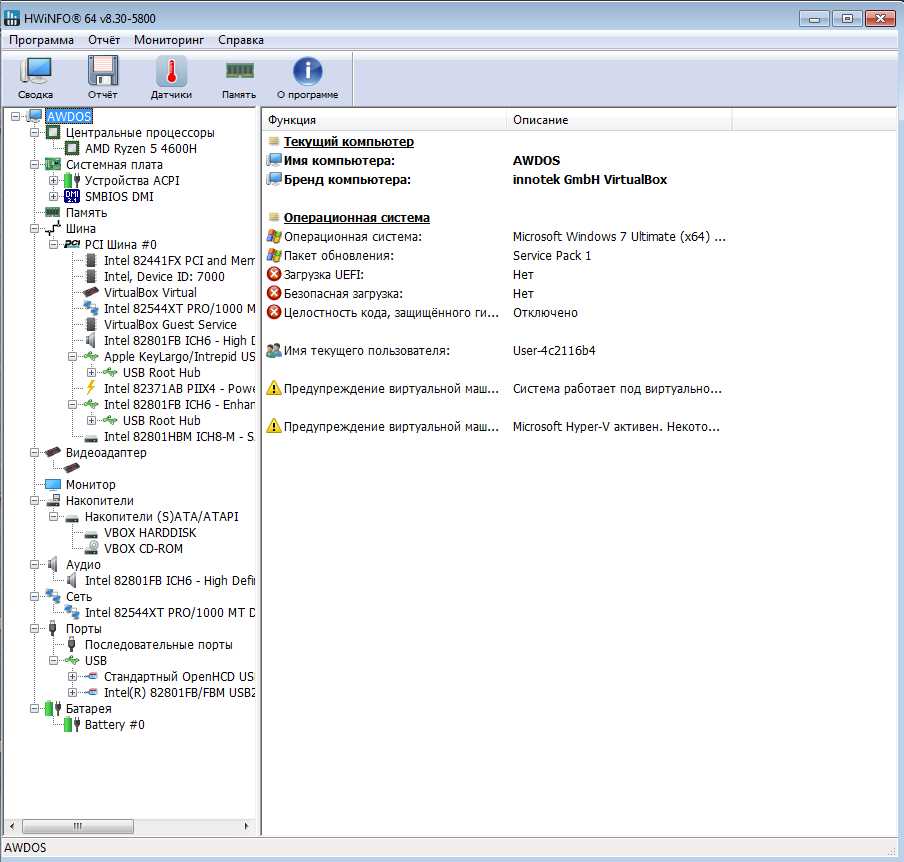 HWiNFO® 64 v8.30-5800
Программа Отчёт Мониторинг Справка
Сводка Отчёт Датчики Память О программе
AWDOS
Центральные процессоры
AMD Ryzen 5 4600H
Системная плата
Устройства ACPI
SMBIOS DMI
Память
Шина
PCI Шина #0
Intel 82441FX PCI and Mem
Intel, Device ID: 7000
VirtualBox Virtual
Intel 82544XT PRO/1000 M
VirtualBox Guest Service
Intel 82801FB ICH6 - High D
Apple KeyLargo/Intrepid US
USB Root Hub
Intel 82371AB PIIX4 - Powe
Intel 82801FB ICH6 - Enhan
USB Root Hub
Intel 82801HBM ICH8-M - S
Видеоадаптер
Монитор
Накопители
Накопители (S)ATA/ATAPI
VBOX HARDDISK
VBOX CD-ROM
Аудио
Intel 82801FB ICH6 - High Defi
Сеть
Intel 82544XT PRO/1000 MT D
Порты
Последовательные порты
USB
Стандартный OpenHCD US
Intel(R) 82801FB/FBM USB2
Батарея
Battery #0
Функция Описание
Текущий компьютер
Имя компьютера: AWDOS
Бренд компьютера: innotek GmbH VirtualBox
Операционная система
Операционная система: Microsoft Windows 7 Ultimate (x64) ...
Пакет обновления: Service Pack 1
Загрузка UEFI: Нет
Безопасная загрузка: Нет
Целостность кода, защищённого ги... Отключено
Имя текущего пользователя: User-4c2116b4
Предупреждение виртуальной маш... Система работает под виртуально...
Предупреждение виртуальной маш... Microsoft Hyper-V активен. Некото...
AWDOS